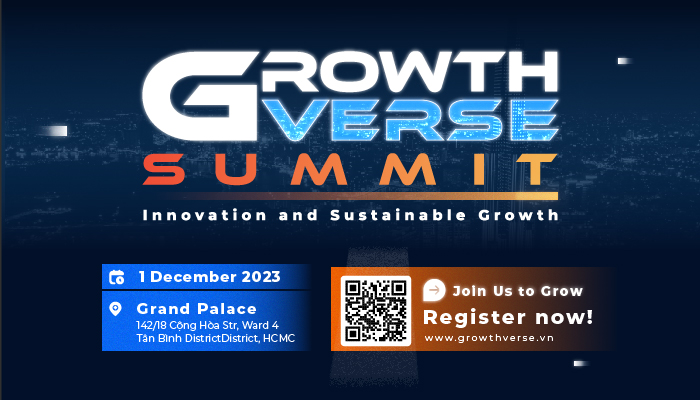 GROWTH
VERSE
SUMMIT
Innovation and Sustainable Growth
1 December 2023
Grand Palace
142/18 Cộng Hòa Str, Ward 4
Tân Bình DistrictDistrict, HCMC
Join Us to Grow
Register now!
www.growthverse.vn